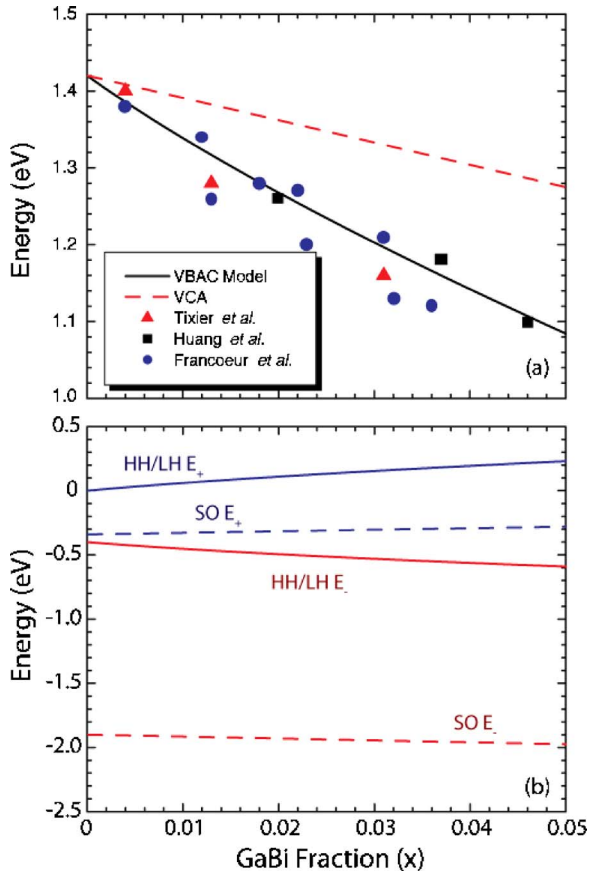 1.5
1.4
1.3
1.2
1.1
1.0
Energy (eV)
VBAC Model
VCA
Tixier et al.
Huang et al.
Francoeur et al.
(a)
0.5
0
-0.5
-1.0
-1.5
-2.0
-2.5
Energy (eV)
HH/LH E+
SO E+
HH/LH E-
SO E-
(b)
0 0.01 0.02 0.03 0.04 0.05
GaBi Fraction (x)